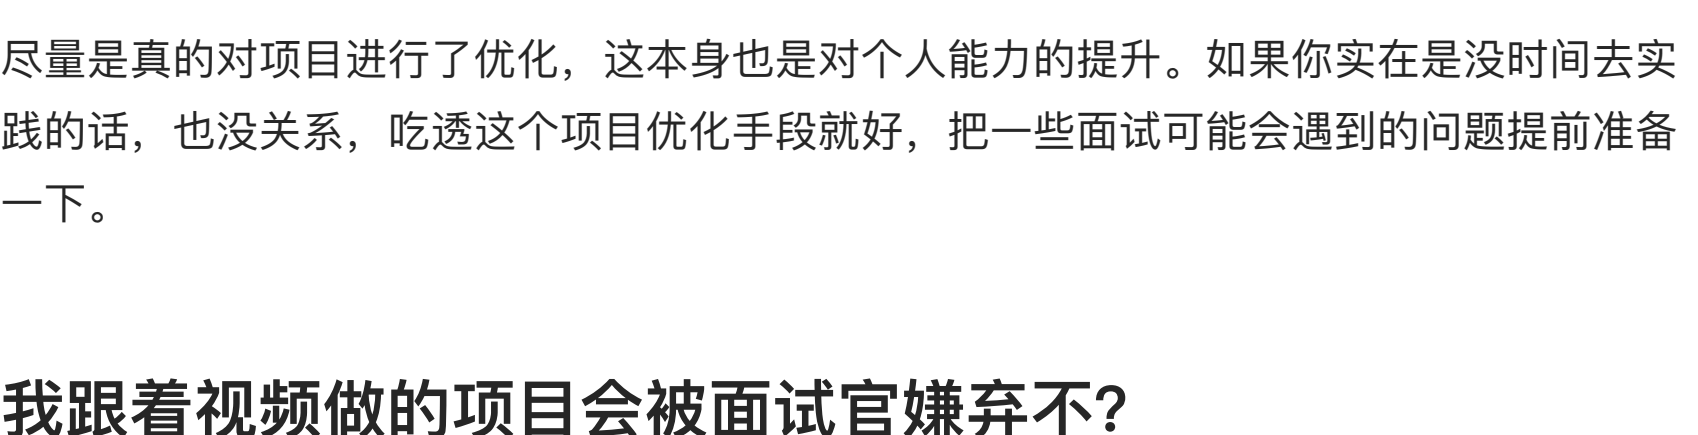 尽量是真的对项目进行了优化，这本身也是对个人能力的提升。如果你实在是没时间去实
践的话，也没关系，吃透这个项目优化手段就好，把一些面试可能会遇到的问题提前准备
一下。
我跟着视频做的项目会被面试官嫌弃不？